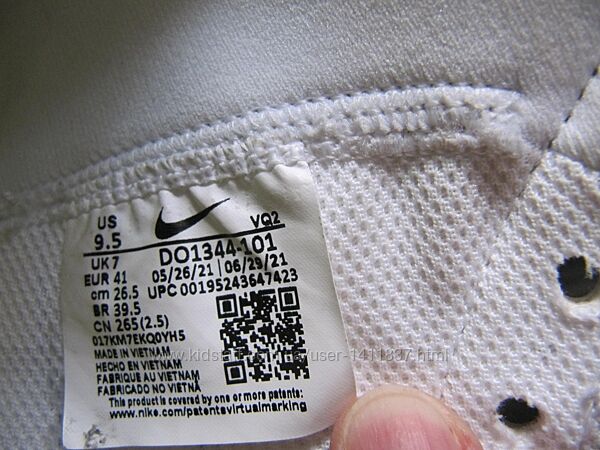 US
9.5
VQ2
UK 7
DO1344-101
EUR 41
05/26/21 | 06/29/21
cm 26.5
UPC 00195243647423
BR 39.5
CN 265(2.5)
017KM7EKQ0YH5
MADE IN VIETNAM
HECHO EN VIETNAM
FABRIQUE AU VIETNAM
FABRICADO NO VIETNÃ
This product is covered by one or more patents:
www.nike.com/patentsvirtualmarking